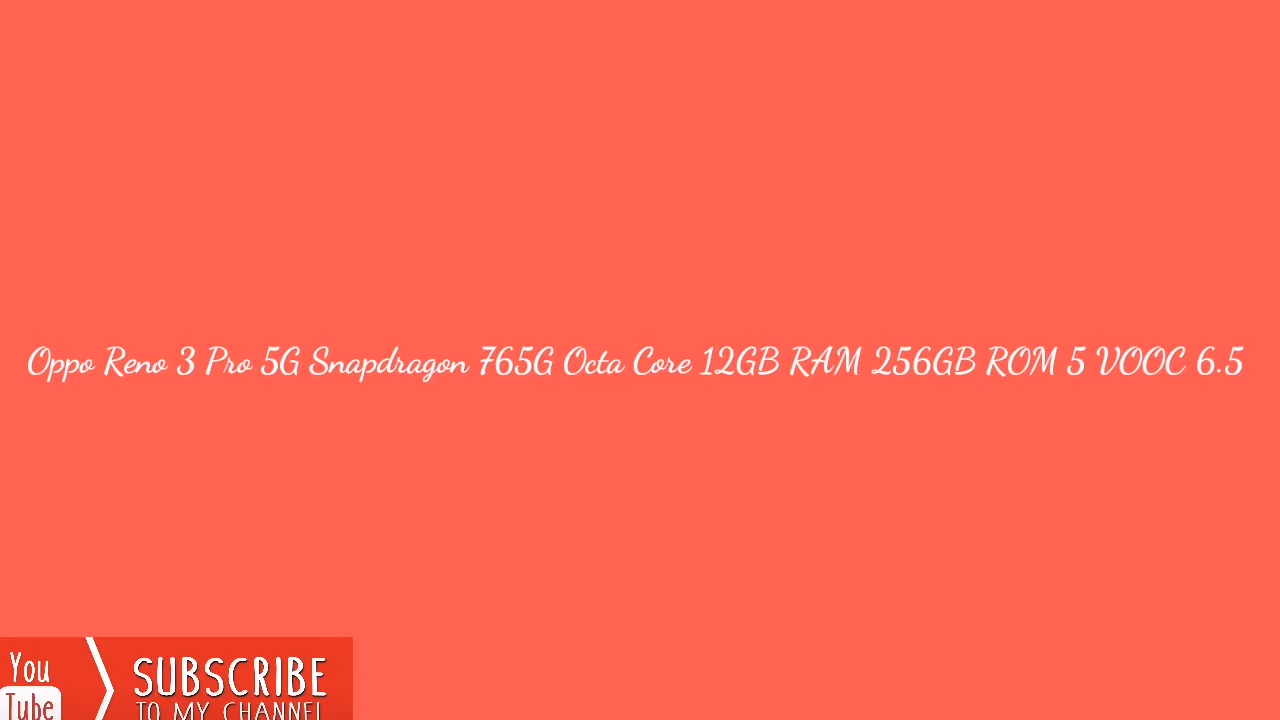 Oppo Reno 3 Pro 5G Snapdragon 765G Octa Core 12GB RAM 256GB ROM 5 VOOC 6.5
You
Tube
SUBSCRIBE
TO MY CHANNEL